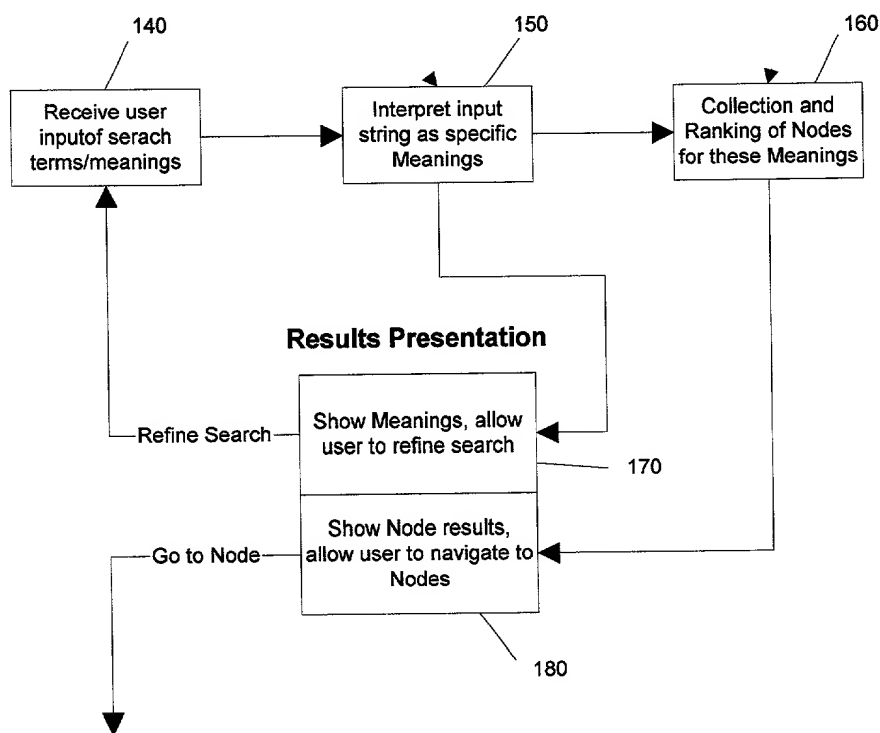 140
150
160
Receive user
inputof serach
terms/meanings
Interpret input
string as specific
Meanings
Collection and
Ranking of Nodes
for these Meanings
Results Presentation
Refine Search
Show Meanings, allow
user to refine search
170
Go to Node
Show Node results,
allow user to navigate to
Nodes
180